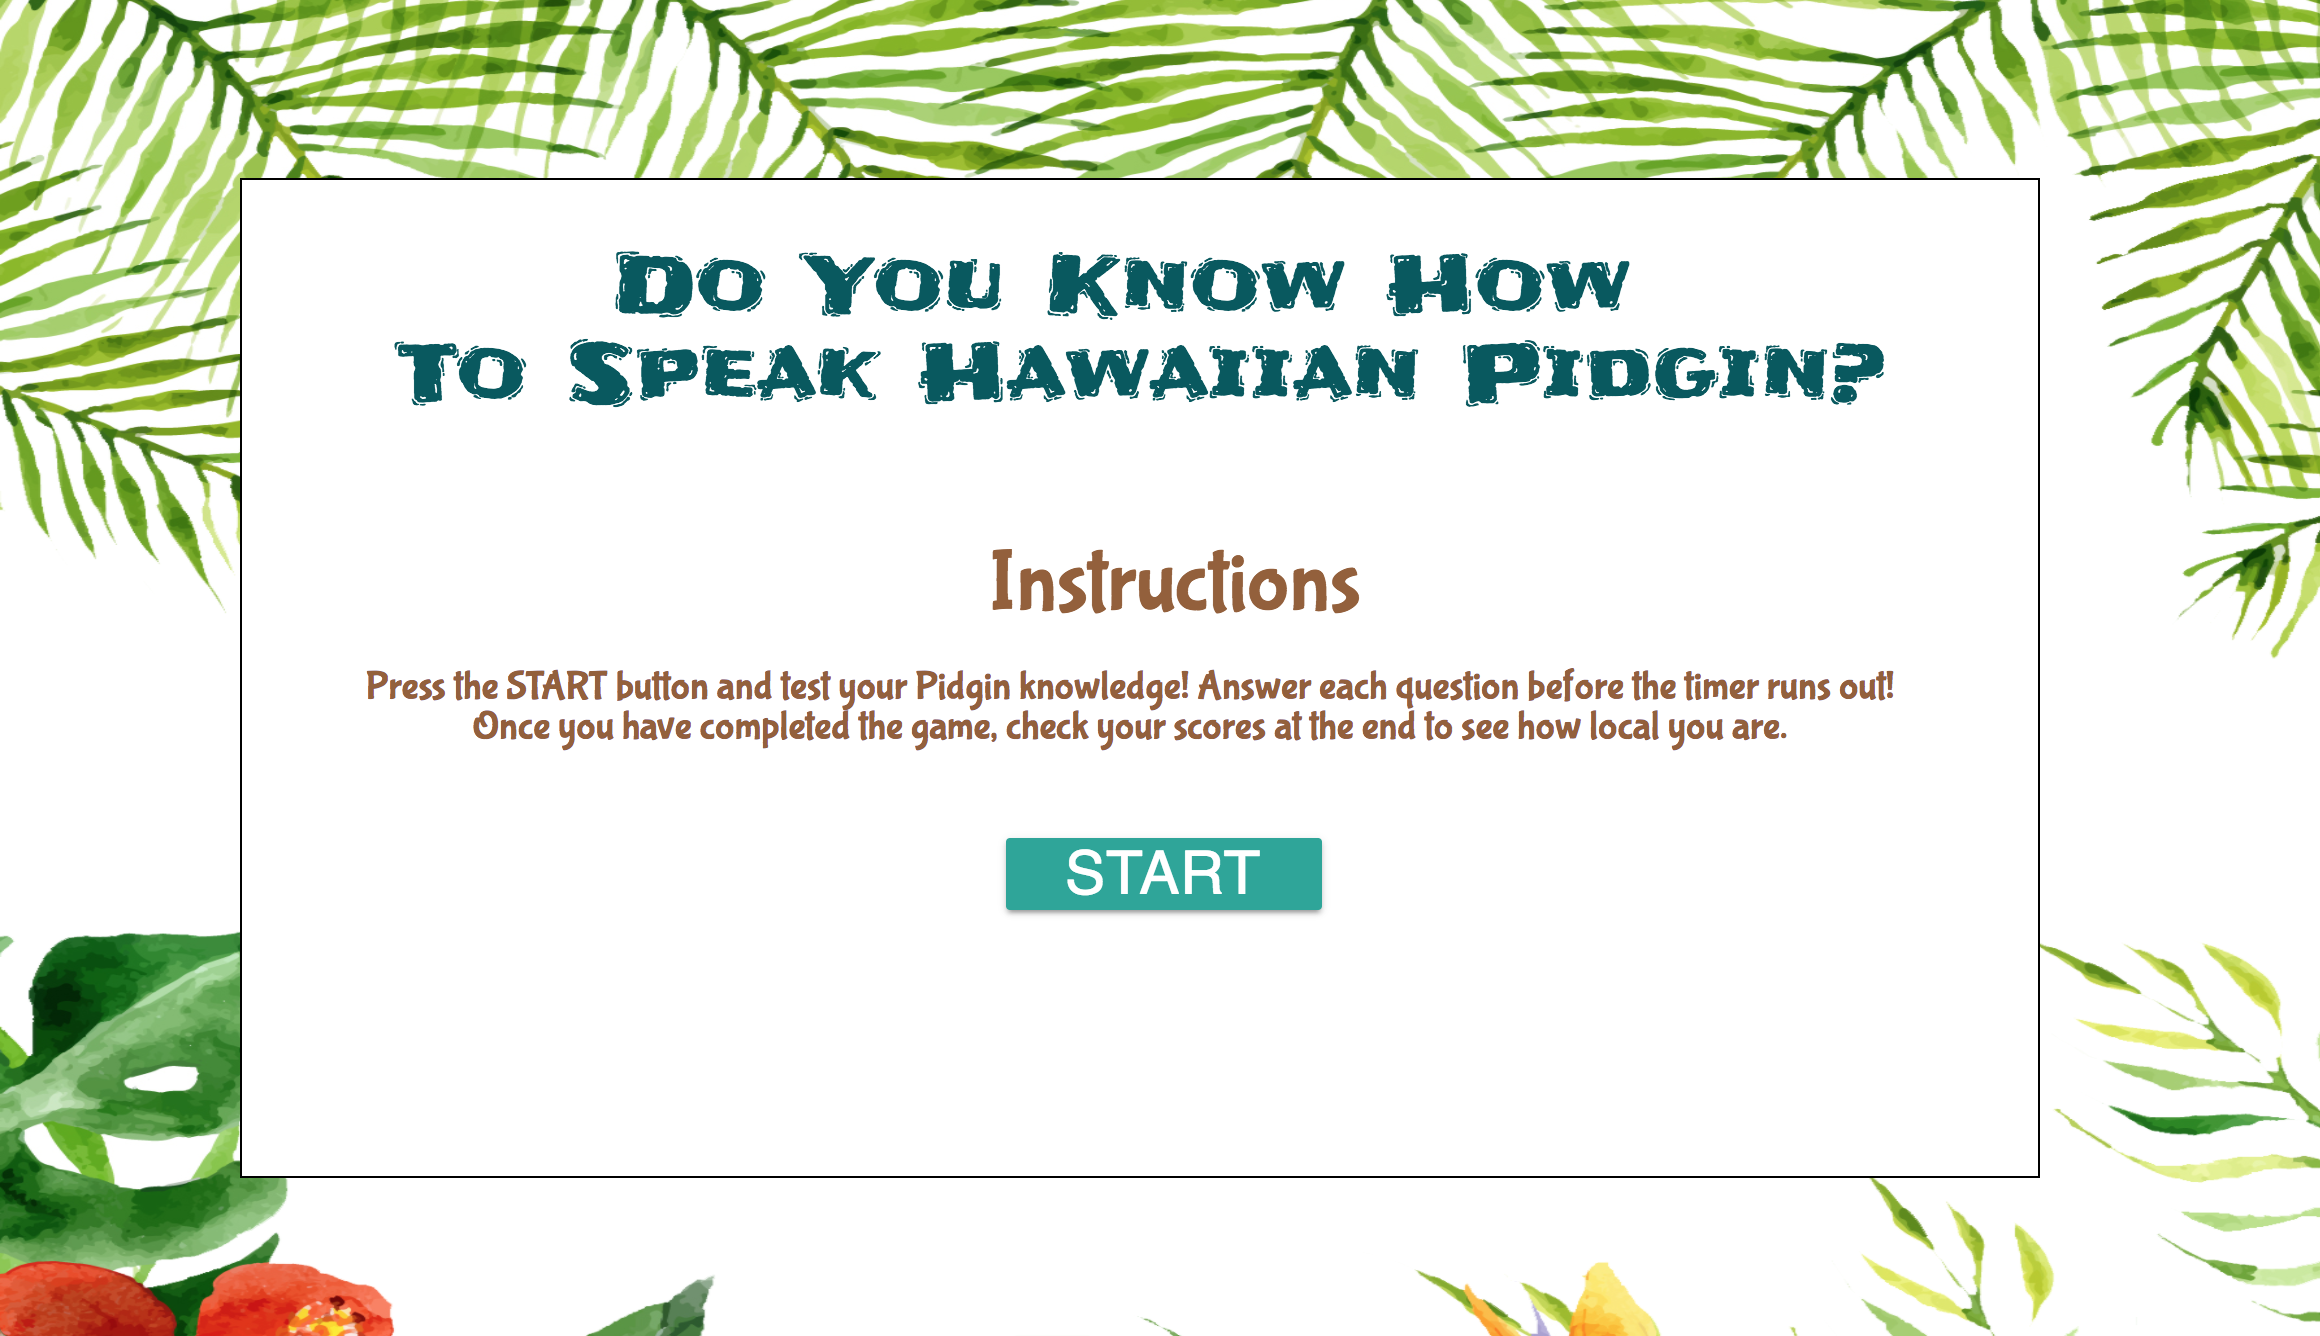 Do You Know How
To Speak Hawaiian Pidgin?
Instructions
Press the START button and test your Pidgin knowledge! Answer each question before the timer runs out!
Once you have completed the game, check your scores at the end to see how local you are.
START